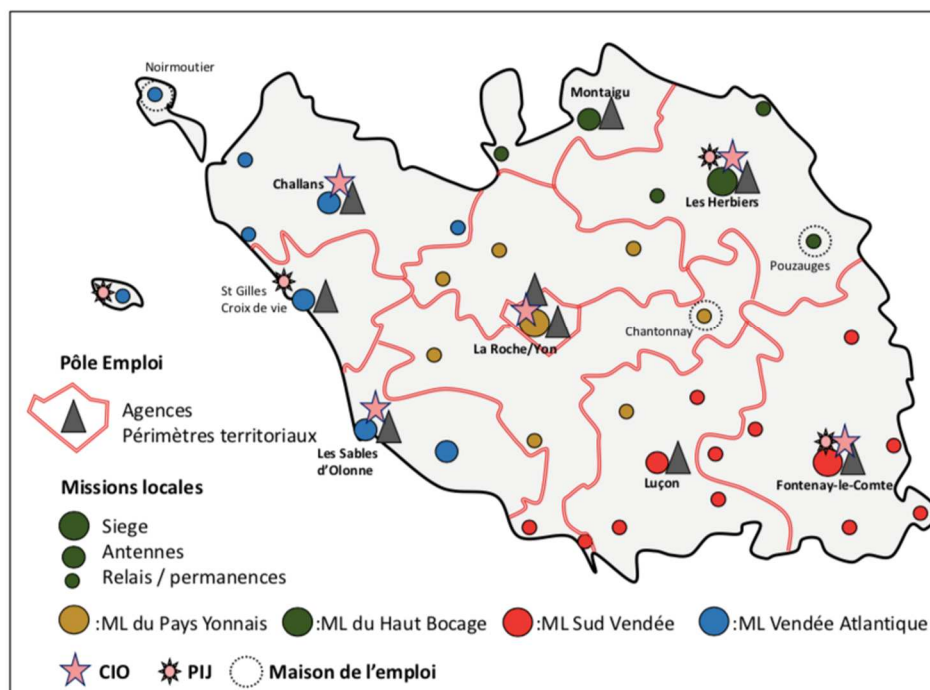 Noirmoutier
Montaigu
Challans
Les Herbiers
Pouzauges
St Gilles
Croix de vie
Chantonnay
La Roche/Yon
Pôle Emploi
Agences
Périmètres territoriaux
Les Sables
d'Olonne
Luçon
Fontenay-le-Comte
Missions locales
Siege
Antennes
Relais / permanences
:ML du Pays Yonnais
:ML du Haut Bocage
:ML Sud Vendée
:ML Vendée Atlantique
CIO
PIJ
Maison de l'emploi